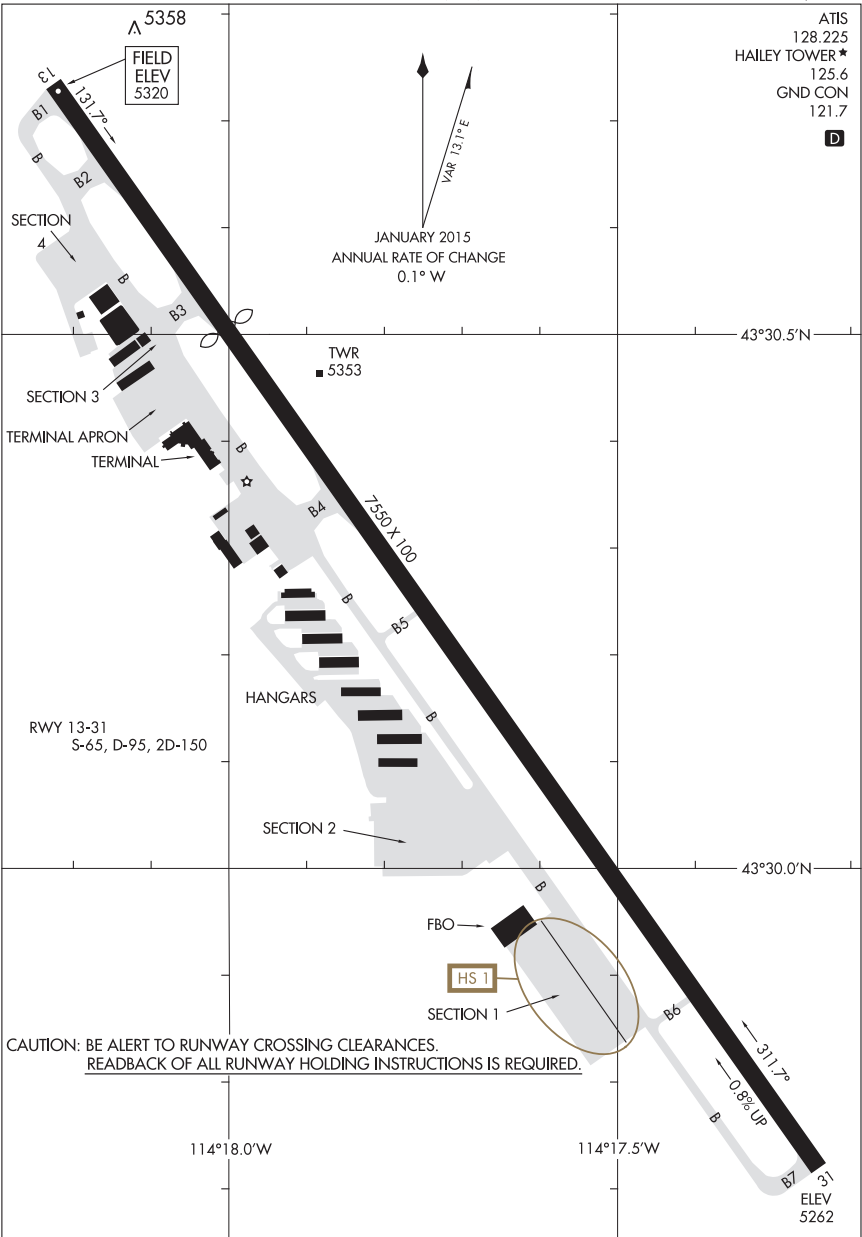 5358
FIELD
ELEV
5320
ATIS
128.225
HAILEY TOWER★
125.6
GND CON
121.7
D
13
131.7°
B1
B
B2
VAR 13.1° E
JANUARY 2015
ANNUAL RATE OF CHANGE
0.1° W
SECTION
4
B
B3
43°30.5'N
TWR
5353
SECTION 3
TERMINAL APRON
TERMINAL
B
B4
7550 X 100
B
B5
HANGARS
B
RWY 13-31
S-65, D-95, 2D-150
SECTION 2
43°30.0'N
B
FBO
HS 1
SECTION 1
B6
CAUTION: BE ALERT TO RUNWAY CROSSING CLEARANCES.
READBACK OF ALL RUNWAY HOLDING INSTRUCTIONS IS REQUIRED.
311.7°
0.8% UP
B
114°18.0'W
114°17.5'W
B7
31
ELEV
5262